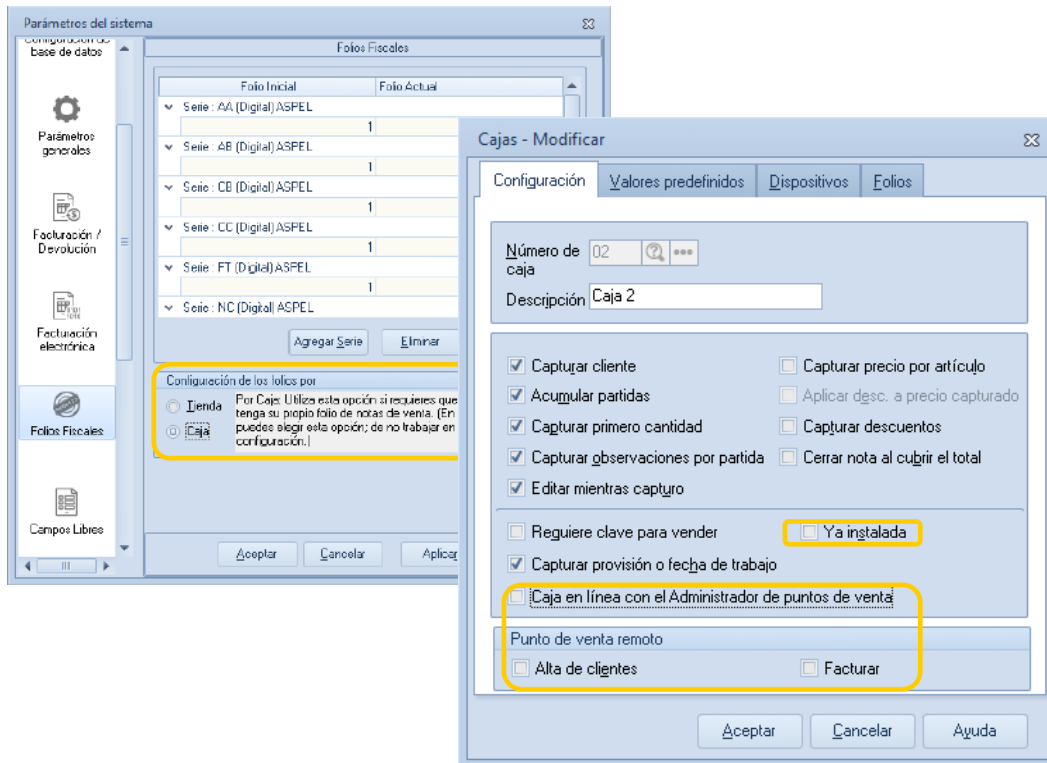 Parámetros del sistema
base de datos
Parámetros
generales
Facturación /
Devolución
Facturación
electrónica
Folios Fiscales
Campos Libres
Folios Fiscales
Folio Inicial Folio Actual
Serie : AA (Digital) ASPEL
1
Serie : AB (Digital) ASPEL
1
Serie : CB (Digital) ASPEL
1
Serie : CC (Digital) ASPEL
1
Serie : FT (Digital) ASPEL
1
Serie : NC (Digital) ASPEL
Agregar Serie Eliminar
Configuración de los folios por
Tienda
Caja
Por Caja: Utiliza esta opción si requieres que
tenga su propio folio de notas de venta. (En
puedes elegir esta opción; de no trabajar en
configuración.)
Aceptar Cancelar Aplicar
Cajas - Modificar
Configuración Valores predefinidos Dispositivos Folios
Número de
caja
02
Descripción Caja 2
Capturar cliente Capturar precio por artículo
Acumular partidas Aplicar desc. a precio capturado
Capturar primero cantidad Capturar descuentos
Capturar observaciones por partida Cerrar nota al cubrir el total
Editar mientras capturo
Requiere clave para vender Ya instalada
Capturar provisión o fecha de trabajo
Caja en línea con el Administrador de puntos de venta
Punto de venta remoto
Alta de clientes Facturar
Aceptar Cancelar Ayuda